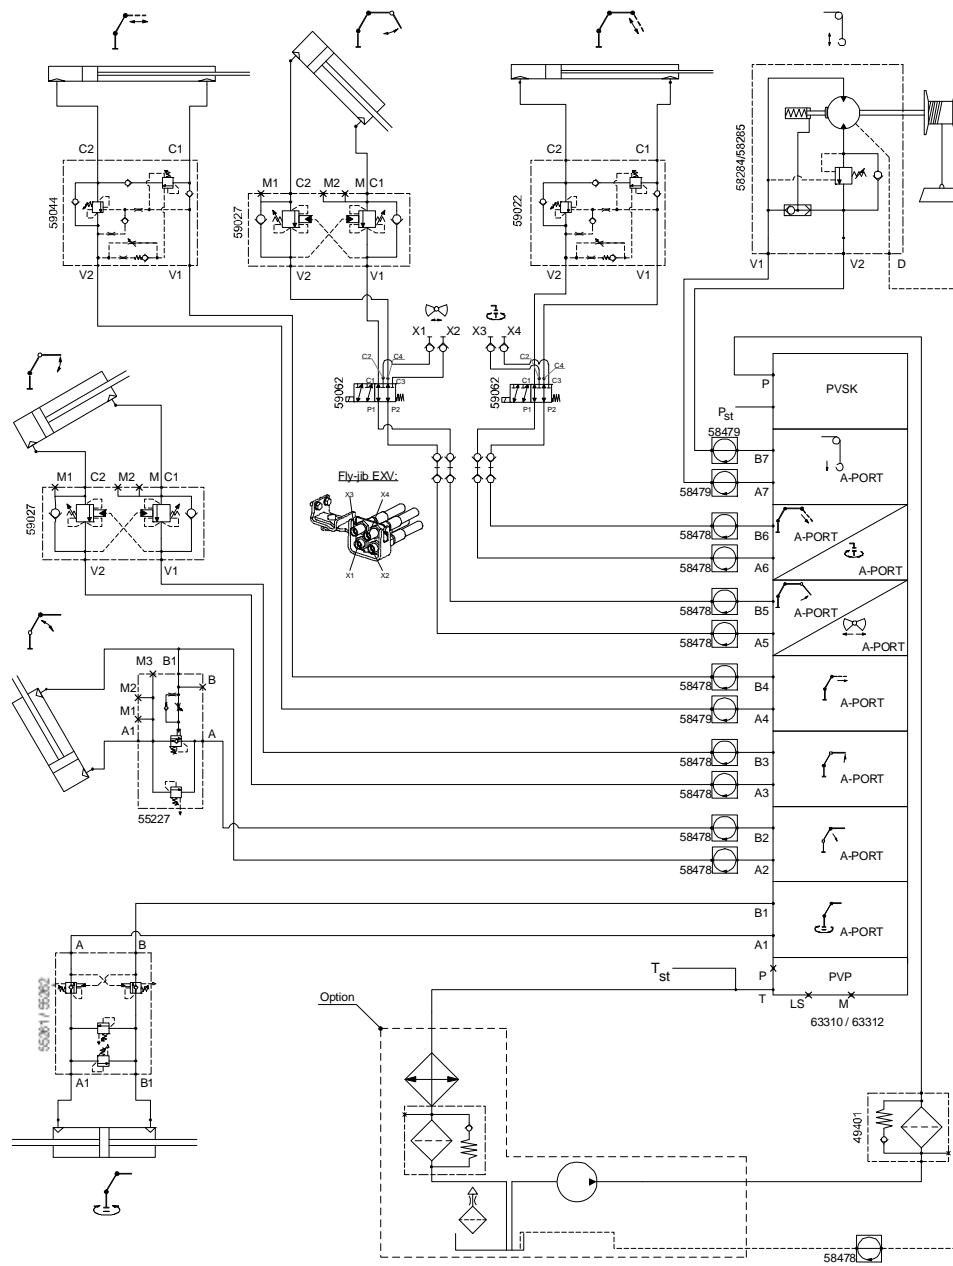 C2 C1
59044
V2 V1
M1 C2 M2 M C1
59027
V2 V1
C2 C1
59022
V2 V1
58284/58285
V1 V2 D
X1 X2 X3 X4
C2 C4
C1 C3
59062
P1 P2
C2 C4
C1 C3
59062
P1 P2
P
PVSK
Pst
58479
B7
A-PORT
58479 A7
58478 B6
A-PORT
58478 A6
A-PORT
58478 B5
A-PORT
58478 A5
A-PORT
58478 B4
A-PORT
58479 A4
58478 B3
A-PORT
58478 A3
58478 B2
A-PORT
58478 A2
B1
A-PORT
A1
Tst
P
PVP
T
LS M
63310 / 63312
Fly-jib EXV:
X3 X4
X1 X2
M1 C2 M2 M C1
59027
V2 V1
M3 B1
M2 B
M1
A1 A
55227
A B
55261 / 55262
A1 B1
Option
49401
58478